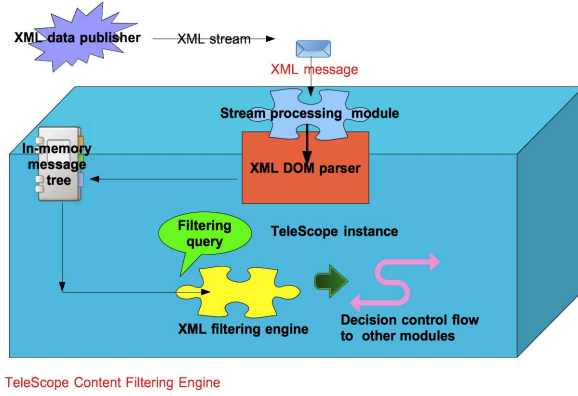 XML data publisher
XML stream
XML message
Stream processing module
In-memory
message
tree
XML DOM parser
Filtering
query
TeleScope instance
XML filtering engine
Decision control flow
to other modules
TeleScope Content Filtering Engine